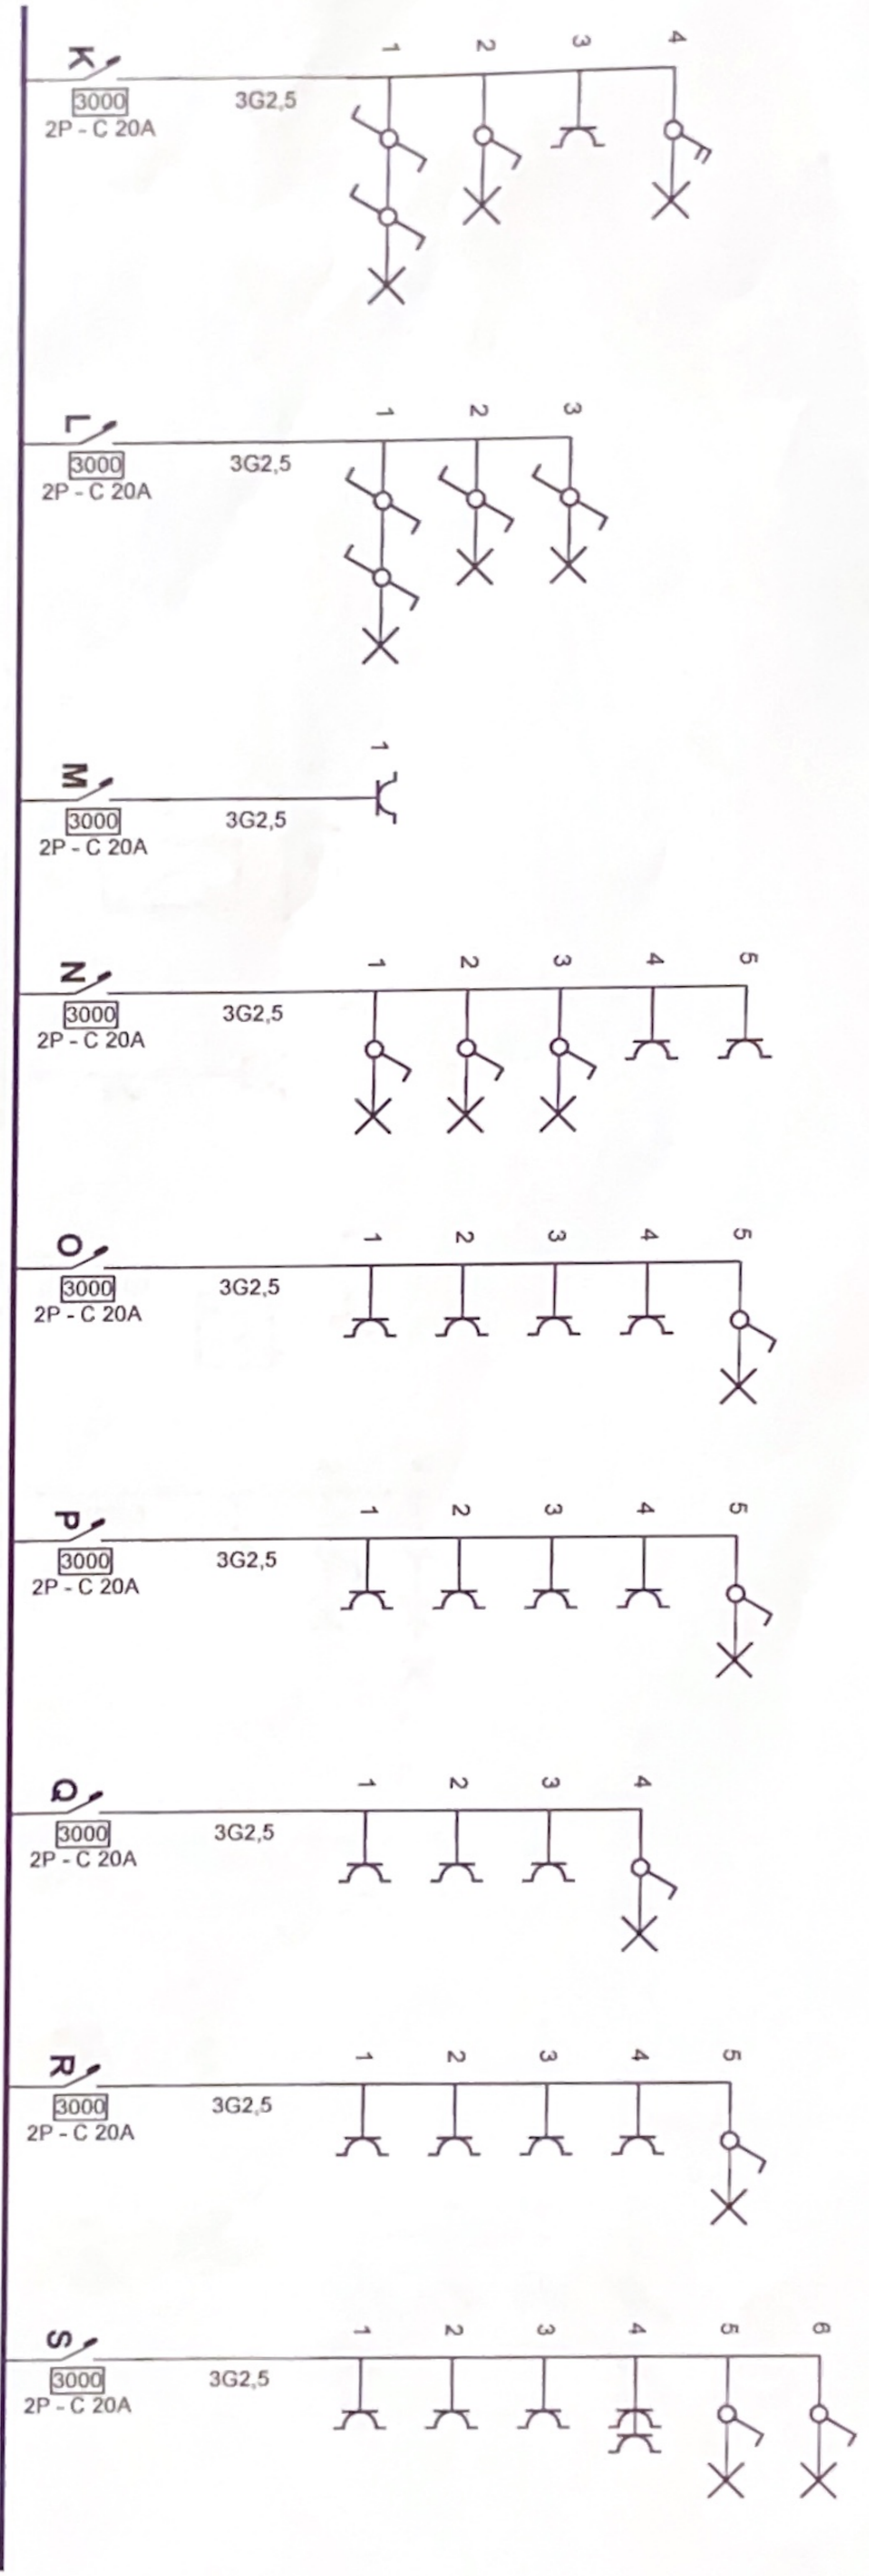 K 1 2 3 4
3000 3G2,5
2P - C 20A
L 1 2 3
3000 3G2,5
2P - C 20A
M 1
3000 3G2,5
2P - C 20A
N 1 2 3 4 5
3000 3G2,5
2P - C 20A
O 1 2 3 4 5
3000 3G2,5
2P - C 20A
P 1 2 3 4 5
3000 3G2,5
2P - C 20A
Q 1 2 3 4
3000 3G2,5
2P - C 20A
R 1 2 3 4 5
3000 3G2,5
2P - C 20A
S 1 2 3 4 5 6
3000 3G2,5
2P - C 20A